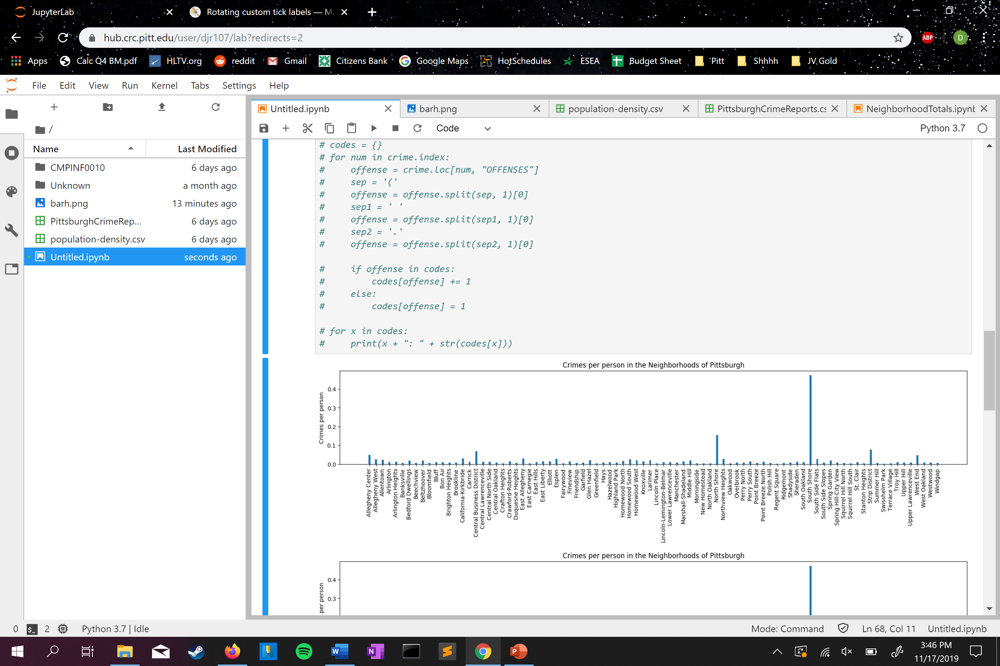 JupyterLab
Rotating custom tick labels — Ma
hub.crc.pitt.edu/user/djr107/lab?redirects=2
ABP
D
Apps
Calc Q4 BM.pdf
HLTV.org
reddit
Gmail
Citizens Bank
Google Maps
HotSchedules
ESEA
Budget Sheet
Pitt
Shhhh
JV Gold
File Edit View Run Kernel Tabs Settings Help
Untitled.ipynb
barh.png
population-density.csv
PittsburghCrimeReports.cs
NeighborhoodTotals.ipynb
Code
Python 3.7
/
Name Last Modified
CMPINF0010 6 days ago
Unknown a month ago
barh.png 13 minutes ago
PittsburghCrimeRep... 6 days ago
population-density.csv 6 days ago
Untitled.ipynb seconds ago
# codes = {}
# for num in crime.index:
#     offense = crime.loc[num, "OFFENSES"]
#     sep = '('
#     offense = offense.split(sep, 1)[0]
#     sep1 = ' '
#     offense = offense.split(sep1, 1)[0]
#     sep2 = '.'
#     offense = offense.split(sep2, 1)[0]
#     if offense in codes:
#         codes[offense] += 1
#     else:
#         codes[offense] = 1
# for x in codes:
#     print(x + ": " + str(codes[x]))
Crimes per person in the Neighborhoods of Pittsburgh
Crimes per person
0.4
0.3
0.2
0.1
0.0
Allegheny Center
Allegheny West
Allentown
Arlington
Arlington Heights
Banksville
Bedford Dwellings
Beechview
Beltzhoover
Bloomfield
Bluff
Bon Air
Brighton Heights
Brookline
California-Kirkbride
Carrick
Central Business District
Central Lawrenceville
Central North Side
Central Oakland
Crafton Heights
Crawford-Roberts
Duquesne Heights
East Allegheny
East Carnegie
East Hills
East Liberty
Elliott
Esplen
Fairywood
Fineview
Friendship
Garfield
Glen Hazel
Greenfield
Hays
Hazelwood
Highland Park
Homewood North
Homewood South
Homewood West
Knoxville
Larimer
Lincoln Place
Lincoln-Lemington-Belmar
Lower Lawrenceville
Manchester
Marshall-Shadeland
Middle Hill
Morningside
New Homestead
North Oakland
North Shore
Northview Heights
Oakwood
Overbrook
Perry North
Perry South
Point Breeze
Point Breeze North
Polish Hill
Regent Square
Ridgemont
Shadyside
Sheraden
South Oakland
South Shore
South Side Flats
South Side Slopes
Spring Garden
Spring Hill-City View
Squirrel Hill North
Squirrel Hill South
St. Clair
Stanton Heights
Strip District
Summer Hill
Swisshelm Park
Terrace Village
Troy Hill
Upper Hill
Upper Lawrenceville
West End
West Oakland
Westwood
Windgap
Crimes per person in the Neighborhoods of Pittsburgh
per person
0.4
0.3
0
$_
2
Python 3.7 | Idle
Mode: Command
Ln 68, Col 11
Untitled.ipynb
W
N
P
3:46 PM
11/17/2019